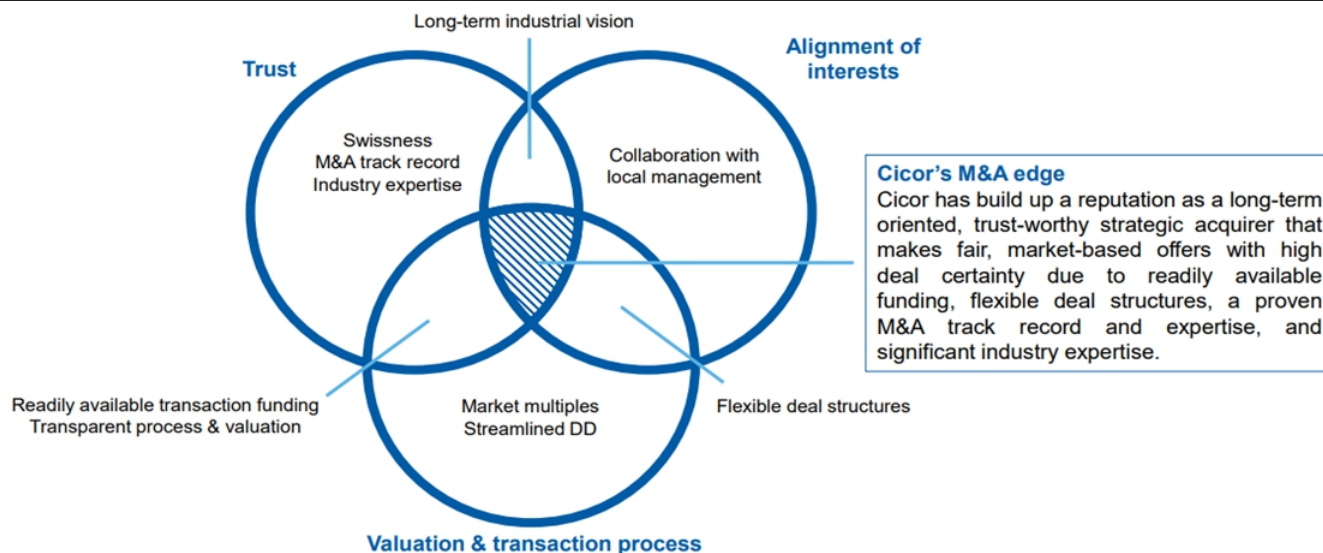 Long-term industrial vision
Trust
Alignment of
interests
Swissness
M&A track record
Industry expertise
Collaboration with
local management
Cicor's M&A edge
Cicor has build up a reputation as a long-term
oriented, trust-worthy strategic acquirer that
makes fair, market-based offers with high
deal certainty due to readily available
funding, flexible deal structures, a proven
M&A track record and expertise, and
significant industry expertise.
Readily available transaction funding
Transparent process & valuation
Market multiples
Streamlined DD
Flexible deal structures
Valuation & transaction process